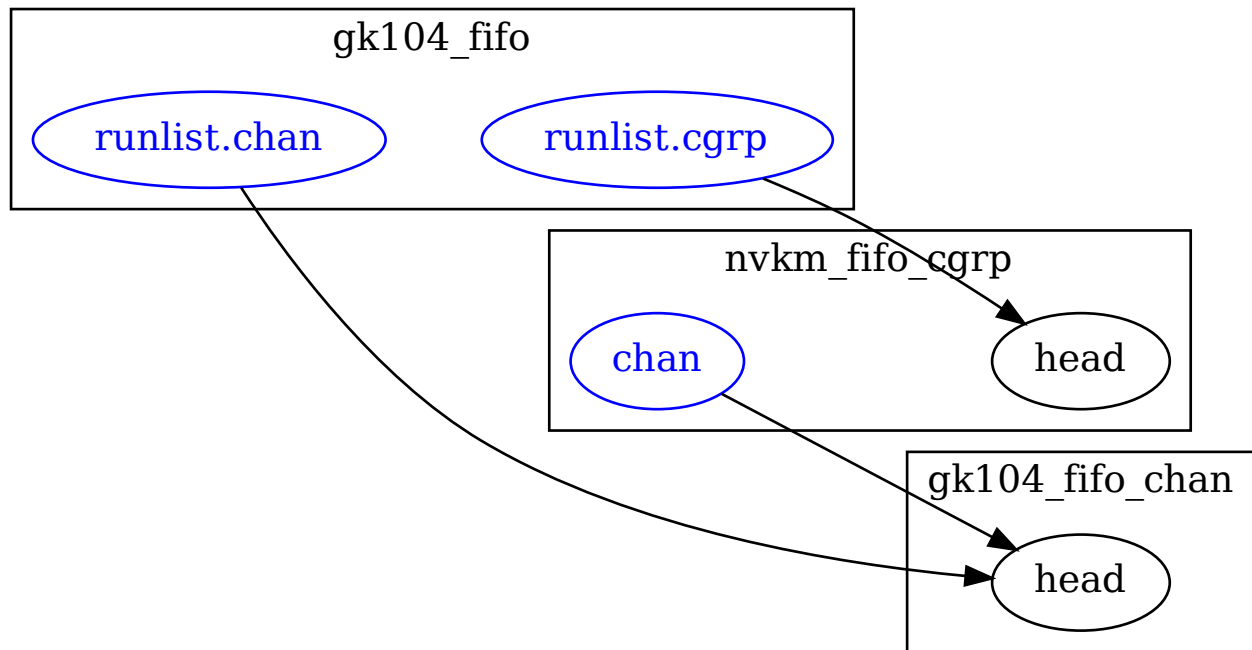 gk104_fifo
runlist.chan
runlist.cgrp
nvkm_fifo_cgrp
chan
head
gk104_fifo_chan
head